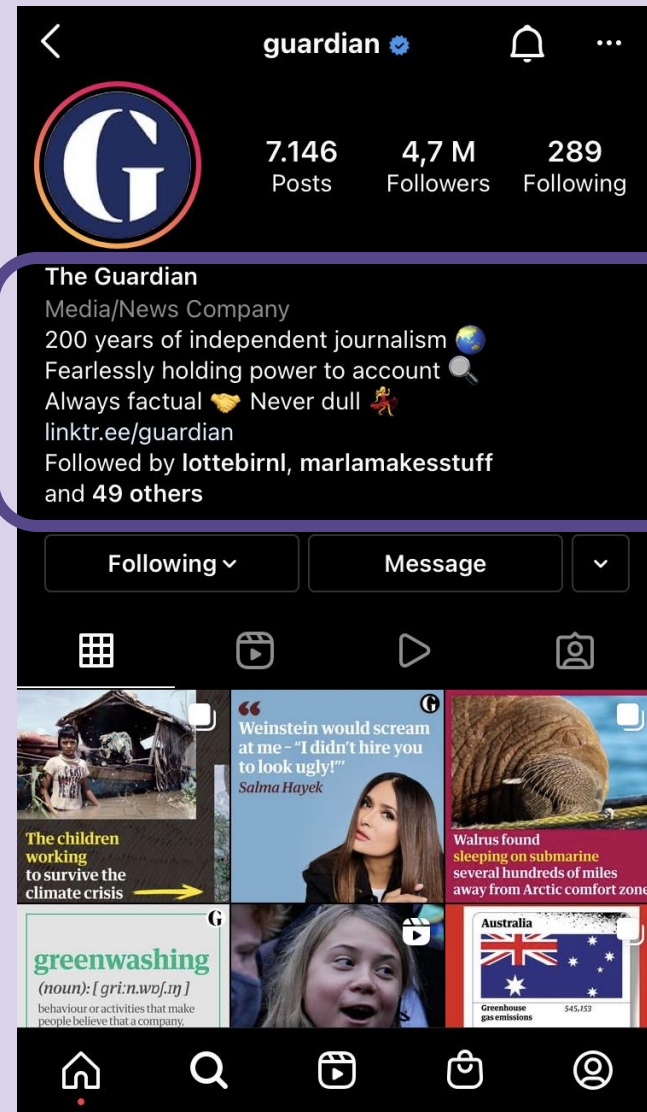 guardian
G
7.146 4,7 M 289
Posts Followers Following
The Guardian
Media/News Company
200 years of independent journalism 🌏
Fearlessly holding power to account 🔍
Always factual 🤝 Never dull 💃
linktr.ee/guardian
Followed by lottebirnl, marlamakesstuff
and 49 others
Following
Message
The children
working
to survive the
climate crisis
G
“
Weinstein would scream
at me – “I didn’t hire you
to look ugly!”’
Salma Hayek
Walrus found
sleeping on submarine
several hundreds of miles
away from Arctic comfort zone
G
greenwashing
(noun): [ gri:n.wɒʃ.ɪŋ ]
behaviour or activities that make
people believe that a company,
Australia
Greenhouse 545,153
gas emissions